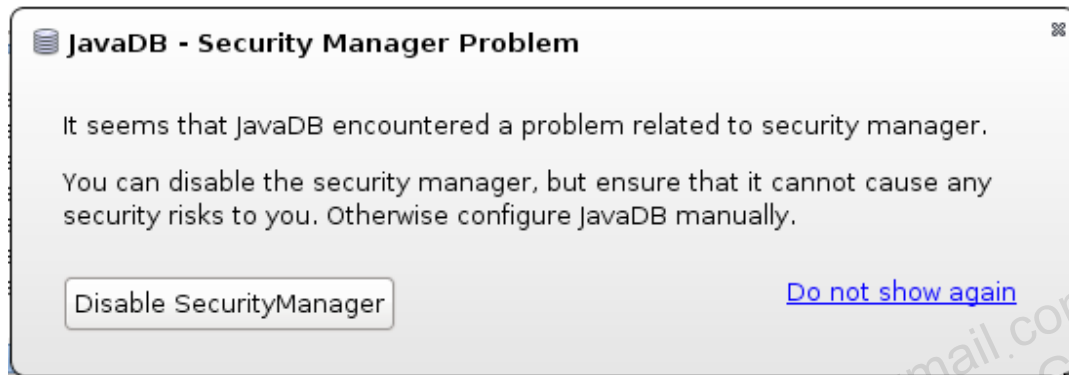 JavaDB - Security Manager Problem
It seems that JavaDB encountered a problem related to security manager.
You can disable the security manager, but ensure that it cannot cause any
security risks to you. Otherwise configure JavaDB manually.
Disable SecurityManager
Do not show again